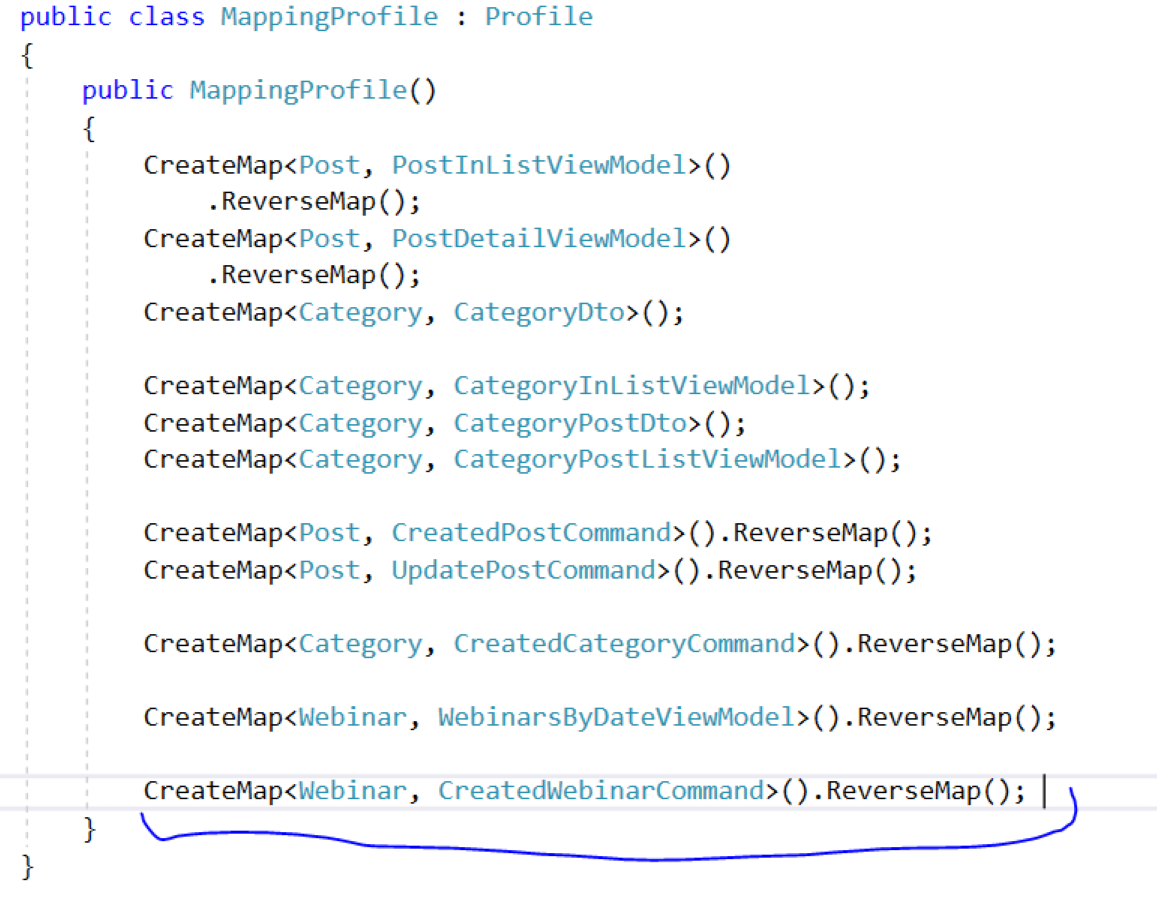 public class MappingProfile : Profile
{
public MappingProfile()
{
CreateMap<Post, PostInListViewModel>()
.ReverseMap();
CreateMap<Post, PostDetailViewModel>()
.ReverseMap();
CreateMap<Category, CategoryDto>();
CreateMap<Category, CategoryInListViewModel>();
CreateMap<Category, CategoryPostDto>();
CreateMap<Category, CategoryPostListViewModel>();
CreateMap<Post, CreatedPostCommand>().ReverseMap();
CreateMap<Post, UpdatePostCommand>().ReverseMap();
CreateMap<Category, CreatedCategoryCommand>().ReverseMap();
CreateMap<Webinar, WebinarsByDateViewModel>().ReverseMap();
CreateMap<Webinar, CreatedWebinarCommand>().ReverseMap();
}
}